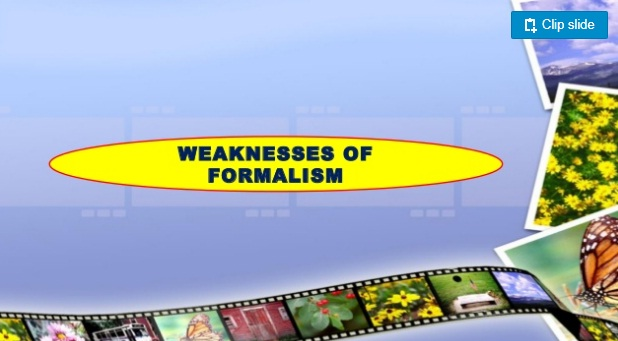 Clip slide
WEAKNESSES OF
FORMALISM